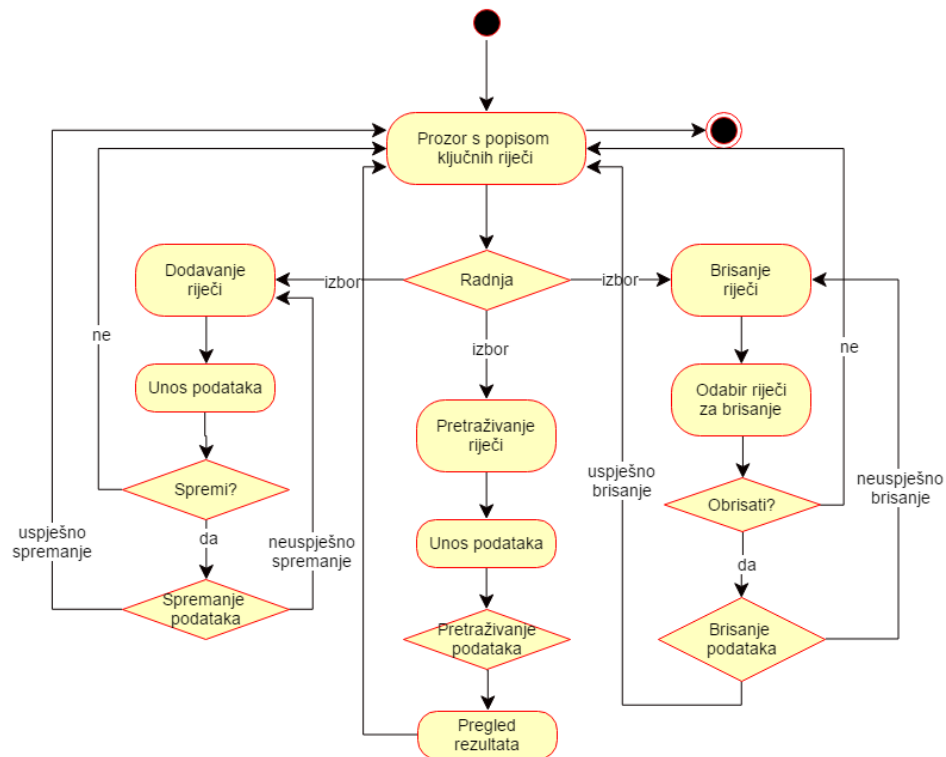 Prozor s popisom
ključnih riječi
Dodavanje
riječi
izbor
Radnja
izbor
Brisanje
riječi
ne
izbor
ne
Unos podataka
Odabir riječi
za brisanje
Pretraživanje
riječi
Spremi?
uspješno
brisanje
neuspješno
brisanje
Obrisati?
uspješno
spremanje
da
neuspješno
spremanje
Unos podataka
da
Spremanje
podataka
Pretraživanje
podataka
Brisanje
podataka
Pregled
rezultata